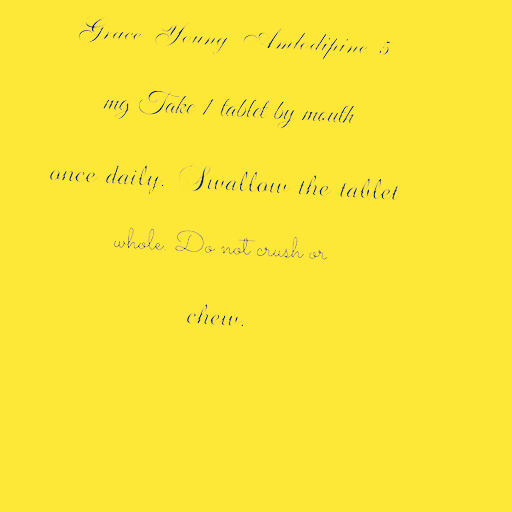 Grace Young Amlodipine 5
mg Take 1 tablet by mouth
once daily. Swallow the tablet
whole. Do not crush or
chew.